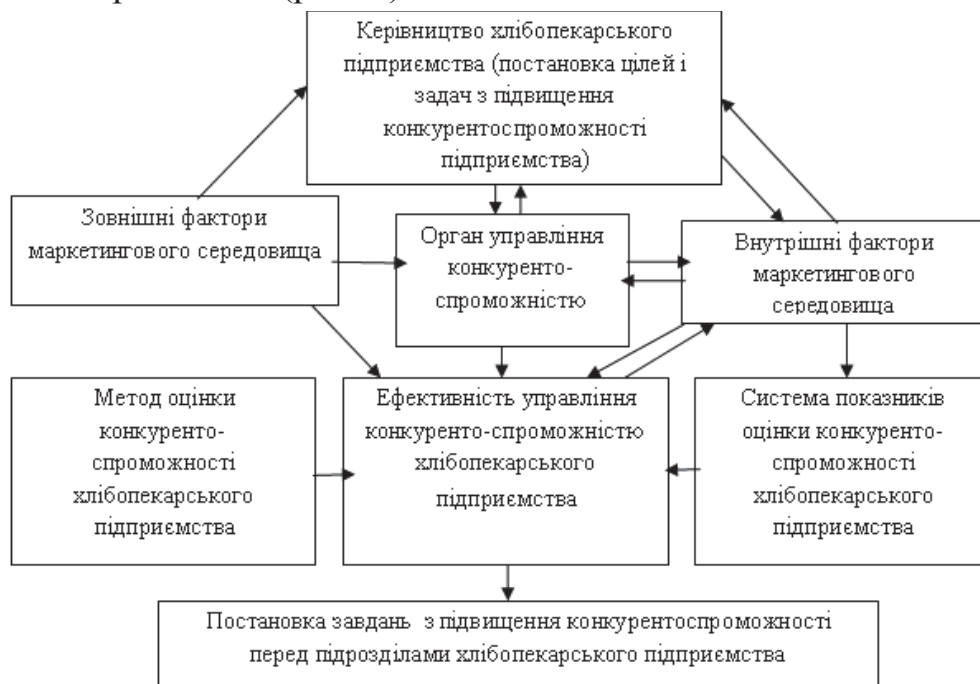 Керівництво хлібопекарського
підприємства (постановка цілей і
задач з підвищення
конкурентоспроможності
підприємства)
Зовнішні фактори
маркетингового середовища
Орган управління
конкуренто-
спроможністю
Внутрішні фактори
маркетингового
середовища
Метод оцінки
конкуренто-
спроможності
хлібопекарського
підприємства
Ефективність управління
конкуренто-спроможністю
хлібопекарського
підприємства
Система показників
оцінки конкуренто-
спроможності
хлібопекарського
підприємства
Постановка завдань з підвищення конкурентоспроможності
перед підрозділами хлібопекарського підприємства